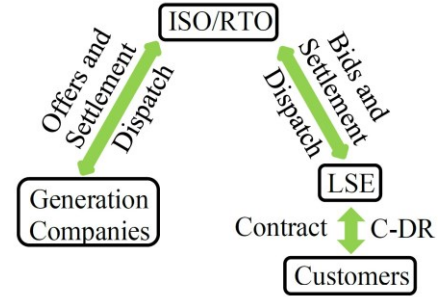 ISO/RTO
Offers and
Settlement
Dispatch
Bids and
Settlement
Dispatch
Generation
Companies
LSE
Contract
C-DR
Customers